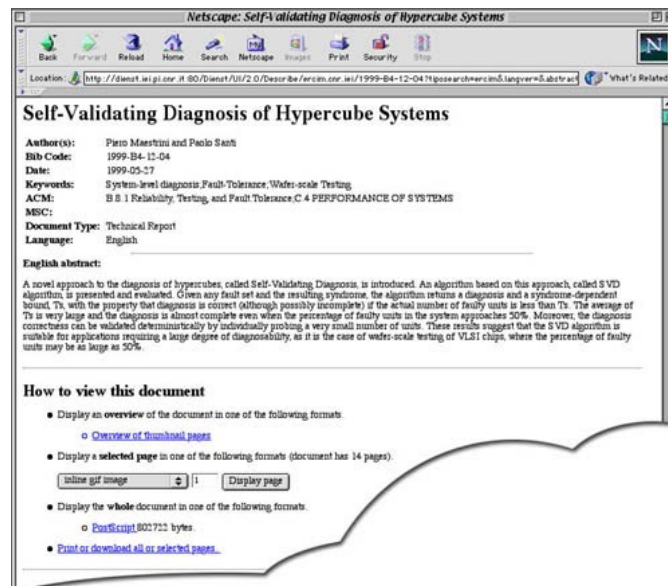 Netscape: Self-Validating Diagnosis of Hypercube Systems
Back Forward Reload Home Search Netscape Images Print Security Stop
Location: http://dienst.iei.pi.cnr.it:80/Dienst/UI/2.0/Describe/ercim.cnr.iei/1999-B4-12-04?tiposearch=ercim&langver=&abstract What's Related
Self-Validating Diagnosis of Hypercube Systems
Author(s): Piero Maestrini and Paolo Santi
Bib Code: 1999-B4-12-04
Date: 1999-05-27
Keywords: System-level diagnosis;Fault-Tolerance;Wafer-scale Testing
ACM: B.8.1 Reliability, Testing, and Fault Tolerance;C.4 PERFORMANCE OF SYSTEMS
MSC:
Document Type: Technical Report
Language: English
English abstract:
A novel approach to the diagnosis of hypercubes, called Self-Validating Diagnosis, is introduced. An algorithm based on this approach, called SVD
algorithm, is presented and evaluated. Given any fault set and the resulting syndrome, the algorithm returns a diagnosis and a syndrome-dependent
bound, Ts, with the property that diagnosis is correct (although possibly incomplete) if the actual number of faulty units is less than Ts. The average of
Ts is very large and the diagnosis is almost complete even when the percentage of faulty units in the system approaches 50%. Moreover, the diagnosis
correctness can be validated deterministically by individually probing a very small number of units. These results suggest that the SVD algorithm is
suitable for applications requiring a large degree of diagnosability, as it is the case of wafer-scale testing of VLSI chips, where the percentage of faulty
units may be as large as 50%.
How to view this document
Display an overview of the document in one of the following formats.
Overview of thumbnail pages
Display a selected page in one of the following formats (document has 14 pages).
inline gif image 1 Display page
Display the whole document in one of the following formats.
PostScript 802722 bytes.
Print or download all or selected pages.